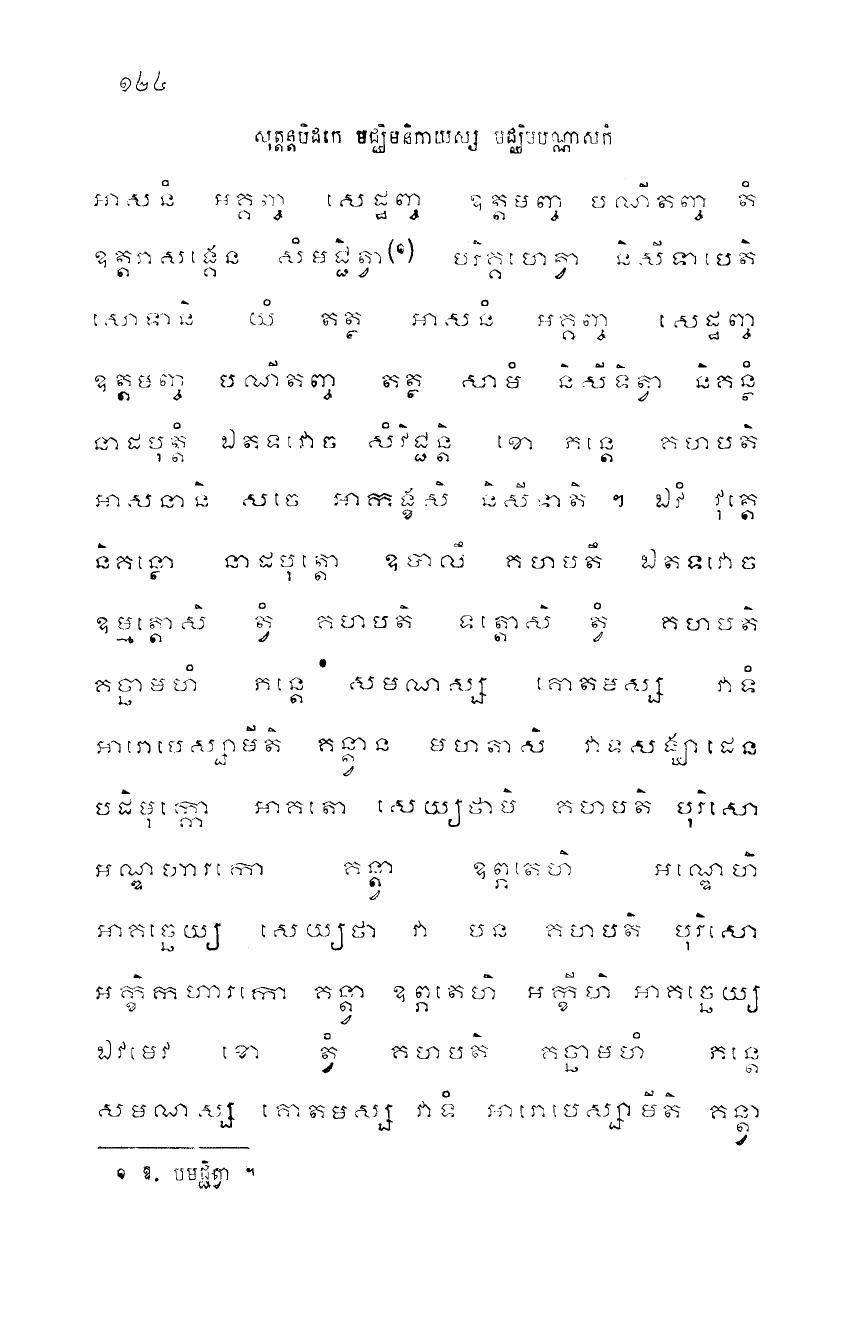 ១២៤
សុត្តន្តបិដកេ មជ្ឈិមនិកាយស្ស មជ្ឈិមបណ្ណាសកំ
អាសនំ អគ្គញ្ច សេដ្ឋញ្ច ឧត្តមញ្ច បណីតញ្ច តំ
ឧត្តរាសង្គេន សំមជ្ជិត្វា(១) បរិគ្គហេត្វា និសីទាបេតិ
សោទានិ យំ តត្ថ អាសនំ អគ្គញ្ច សេដ្ឋញ្ច
ឧត្តមញ្ច បណីតញ្ច តត្ថ សាមំ និសីទិត្វា និគន្ថំ
នាដបុត្តំ ឯតទវោច សំវិជ្ជន្តិ ខោ ភន្តេ គហបតិ
អាសនានិ សចេ អាកង្ខសិ និសីទាតិ ។ ឯវំ វុត្តេ
និគន្ថោ នាដបុត្តោ ឧបាលឹ គហបតឹ ឯតទវោច
ឧម្មត្តោសិ ត្វំ គហបតិ ទត្តោសិ ត្វំ គហបតិ
គច្ឆាមហំ ភន្តេ សមណស្ស គោតមស្ស វាទំ
អារោបេស្សាមីតិ គន្ត្វាន មហតាសិ វាទសង្ឃាដេន
បដិមុក្កោ អាគតោ សេយ្យថាបិ គហបតិ បុរិសោ
អណ្ឌហារកោ គន្ត្វា ឧព្ភតេហិ អណ្ឌេហិ
អាគច្ឆេយ្យ សេយ្យថា វា បន គហបតិ បុរិសោ
អក្ខិកហារកោ គន្ត្វា ឧព្ភតេហិ អក្ខីហិ អាគច្ឆេយ្យ
ឯវមេវ ខោ ត្វំ គហបតិ គច្ឆាមហំ ភន្តេ
សមណស្ស គោតមស្ស វាទំ អារោបេស្សាមីតិ គន្ត្វា
១ ឱ. បមជ្ជិត្វា ។